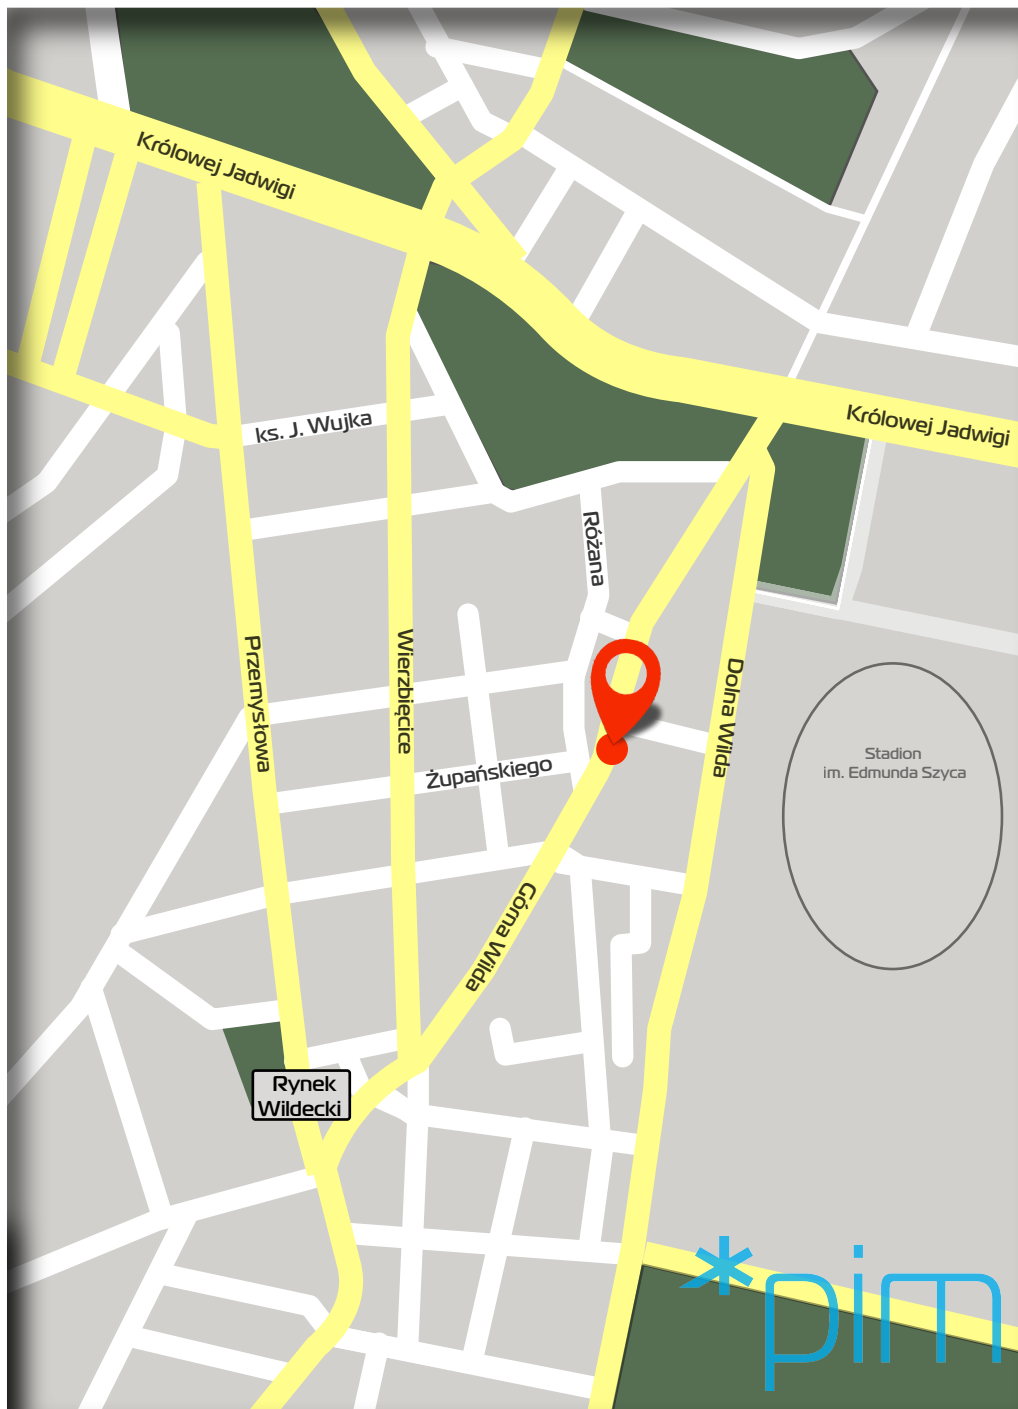 Królowej Jadwigi
Królowej Jadwigi
ks. J. Wujka
Różana
Przemysłowa
Wierzbięcice
Dolna Wilda
Stadion
im. Edmunda Szyca
Żupańskiego
Górna Wilda
Rynek
Wildecki
*pim